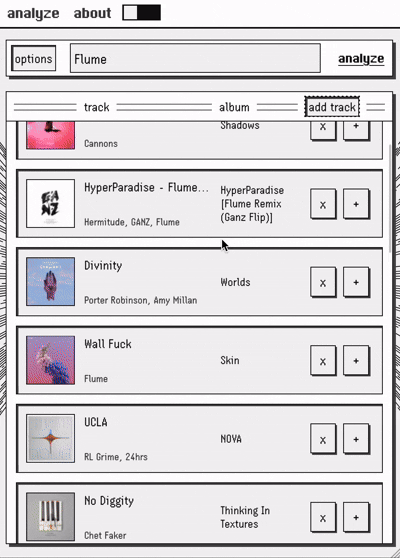 analyze about
options Flume analyze
track album add track
Shadows x +
Cannons
HyperParadise - Flume...
HyperParadise
[Flume Remix
(Ganz Flip)]
x +
Hermitude, GANZ, Flume
Divinity
Worlds x +
Porter Robinson, Amy Millan
Wall Fuck
Skin x +
Flume
UCLA
NOVA x +
RL Grime, 24hrs
No Diggity
Thinking In
Textures
x +
Chet Faker